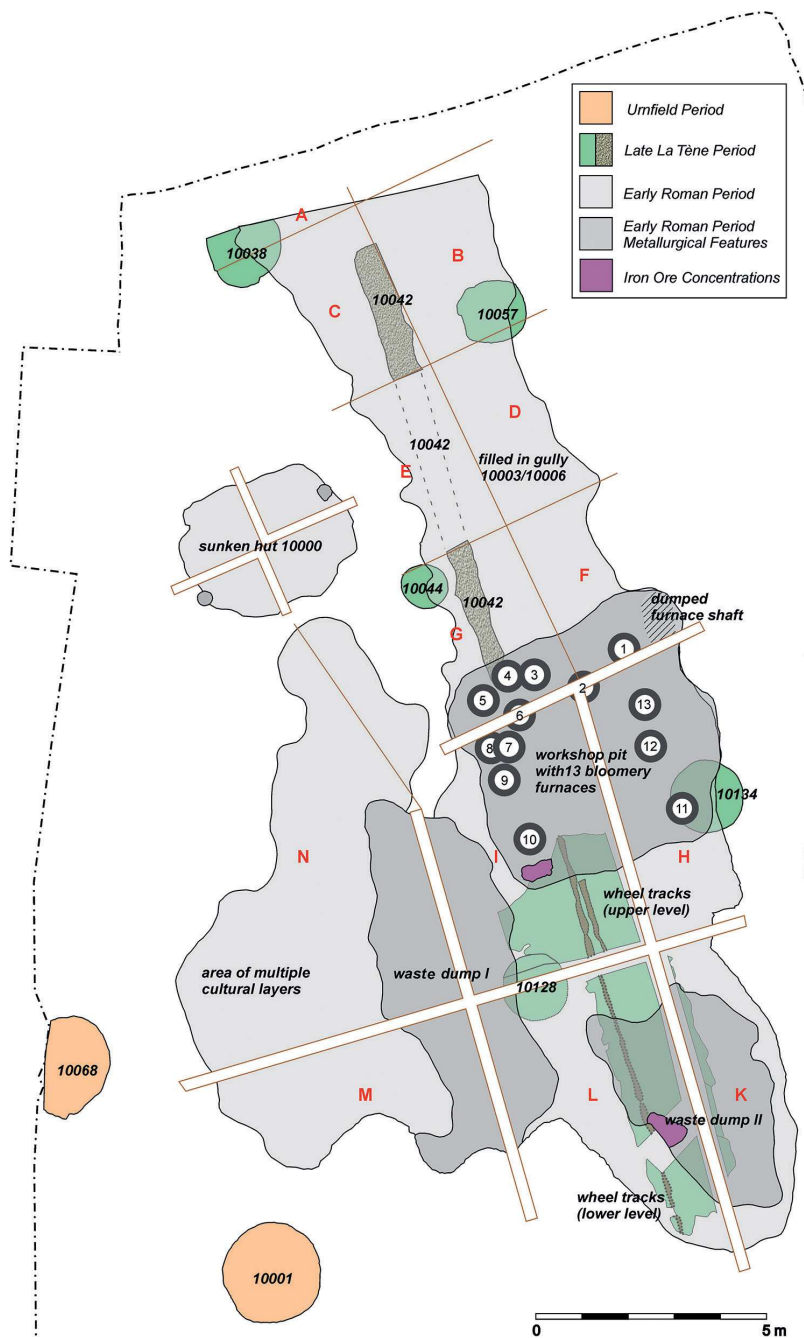 Urnfield Period
Late La Tène Period
Early Roman Period
Early Roman Period
Metallurgical Features
Iron Ore Concentrations
A
10038
B
10042
C
10057
D
10042
filled in gully
10003/10006
E
sunken hut 10000
F
10044
10042
dumped
furnace shaft
G
1
4
3
2
5
13
6
8
7
12
workshop pit
with13 bloomery
furnaces
9
10134
11
10
N
I
H
wheel tracks
(upper level)
area of multiple
cultural layers
waste dump I
10128
10068
M
L
K
waste dump II
wheel tracks
(lower level)
10001
0
5 m